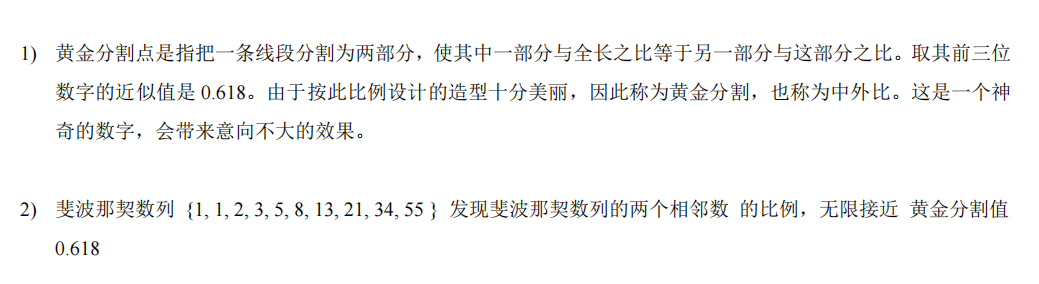 1) 黄金分割点是指把一条线段分割为两部分，使其中一部分与全长之比等于另一部分与这部分之比。取其前三位
数字的近似值是 0.618。由于按此比例设计的造型十分美丽，因此称为黄金分割，也称为中外比。这是一个神
奇的数字，会带来意向不大的效果。
2) 斐波那契数列 {1, 1, 2, 3, 5, 8, 13, 21, 34, 55 } 发现斐波那契数列的两个相邻数 的比例，无限接近 黄金分割值
0.618